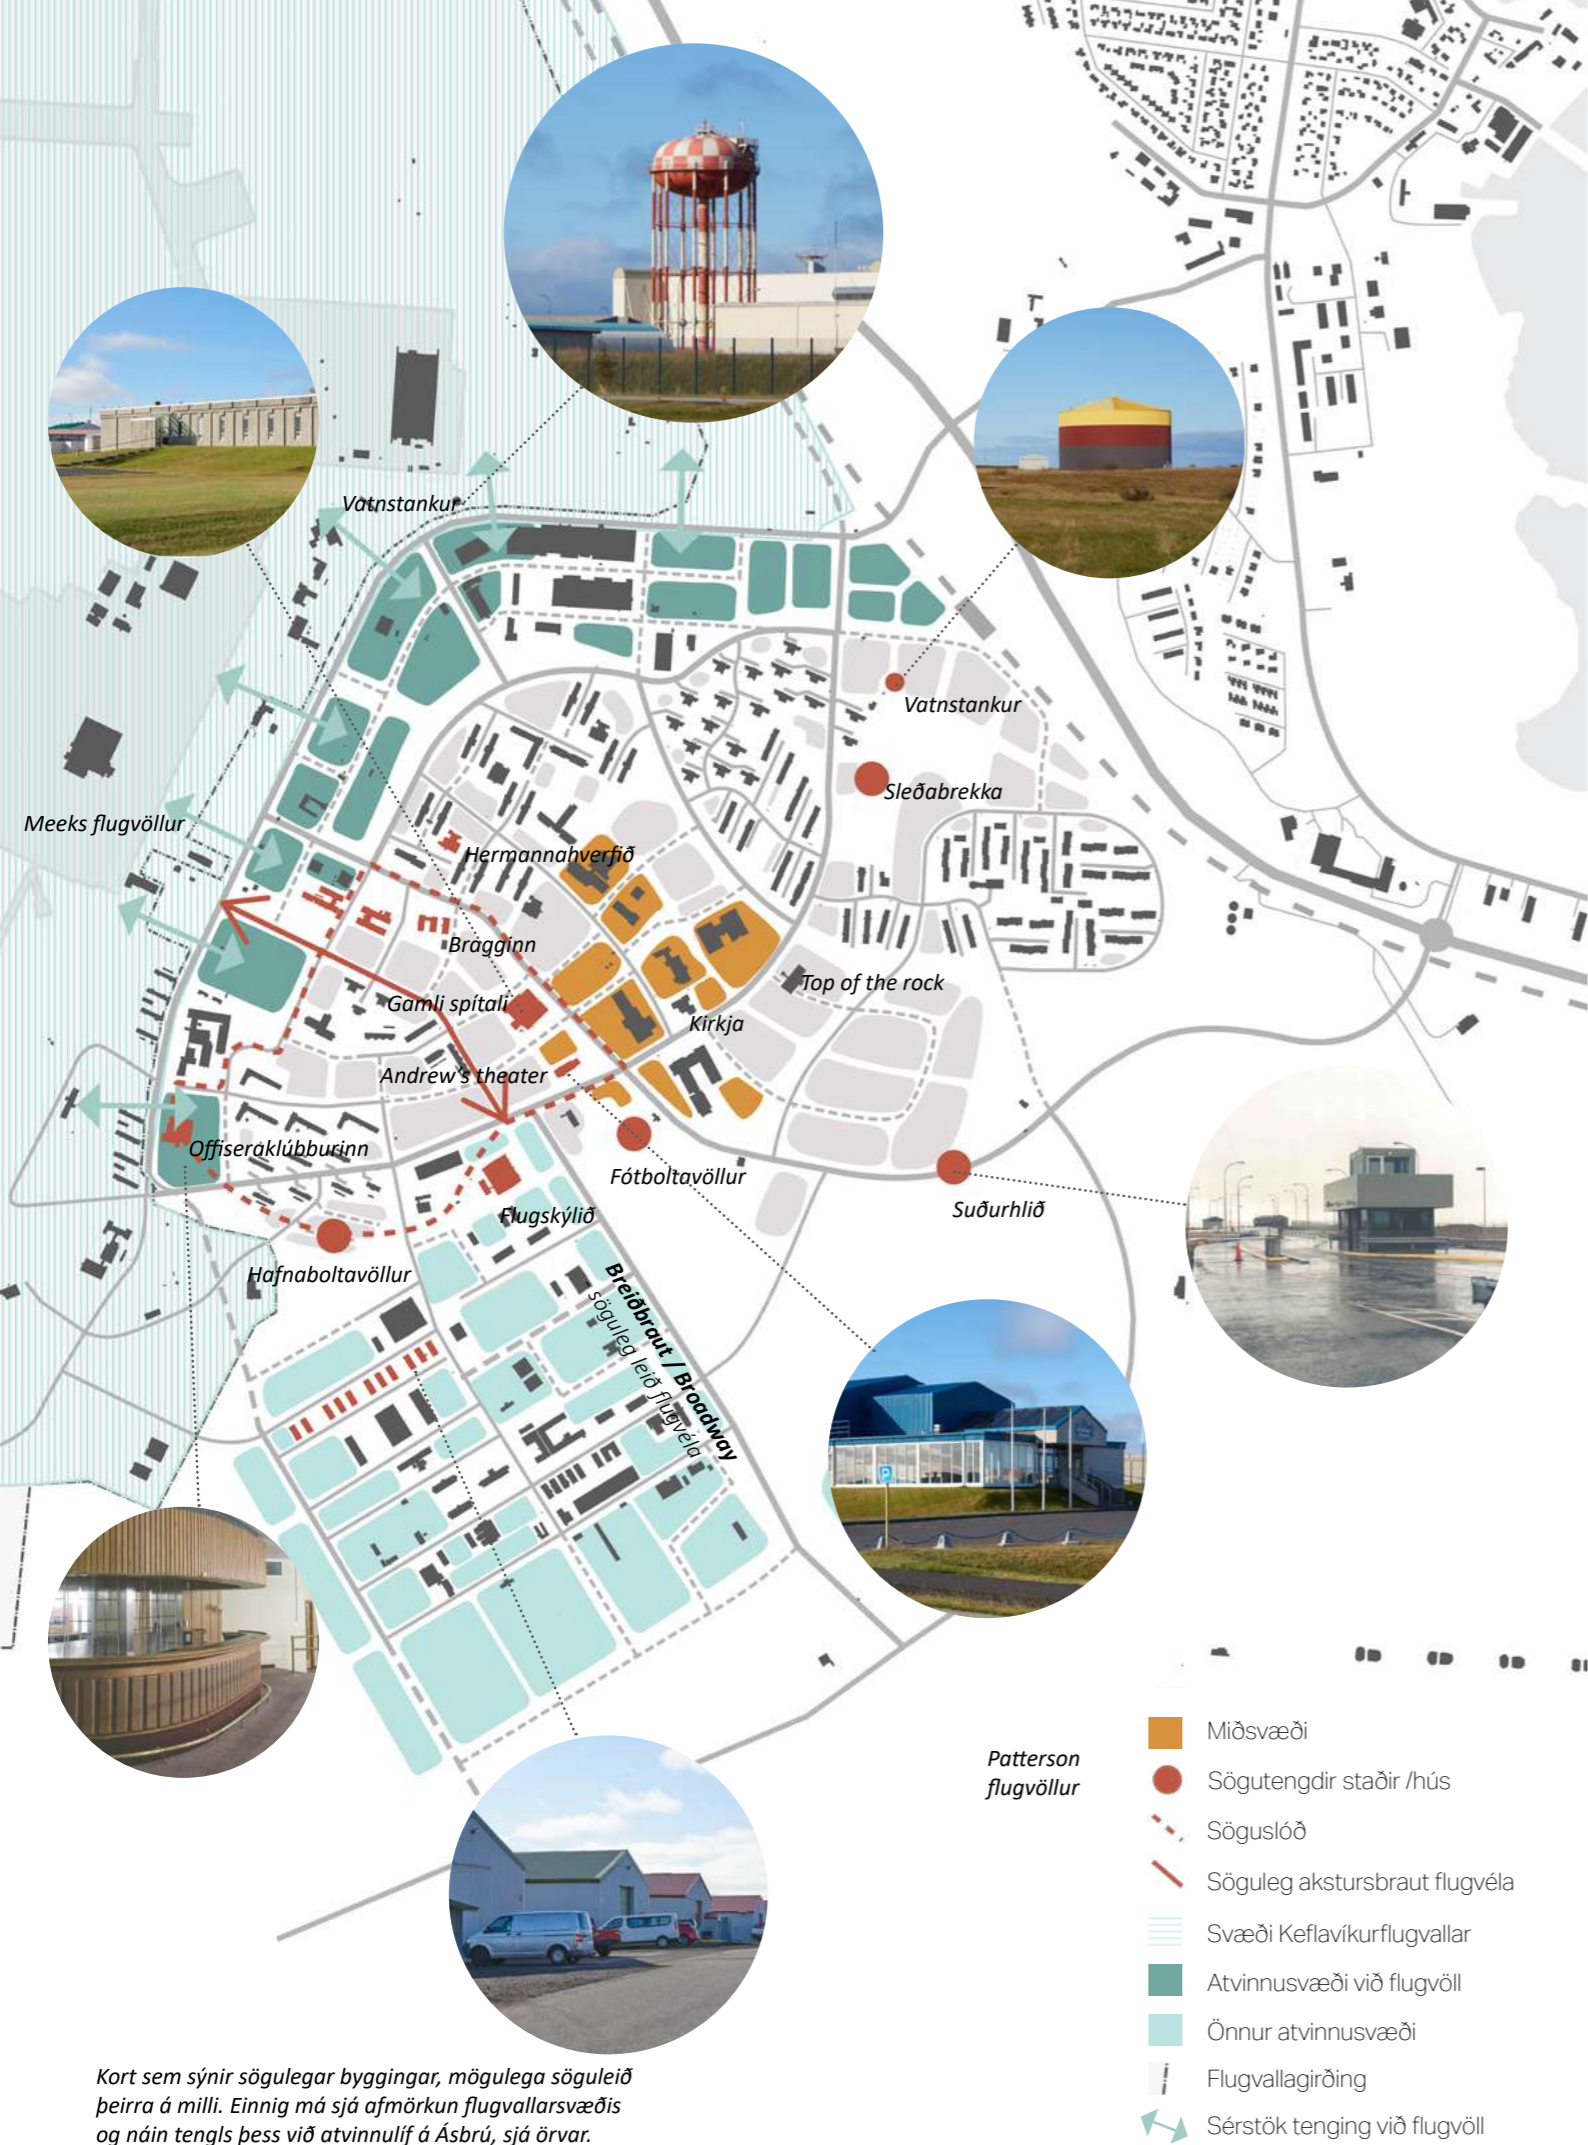 Vatnstankur
Vatnstankur
Sleðabrekka
Meeks flugvöllur
Hermannahverfið
Bragginn
Gamli spítali
Top of the rock
Kirkja
Andrew's theater
Offiseraklúbburinn
Fótboltavöllur
Suðurhlið
Flugskýlið
Hafnaboltavöllur
Breiðbraut / Broadway
söguleg leið flugvéla
P
Patterson
flugvöllur
Miðsvæði
Sögutengdir staðir /hús
Söguslóð
Söguleg akstursbraut flugvéla
Svæði Keflavíkurflugvallar
Atvinnusvæði við flugvöll
Önnur atvinnusvæði
Flugvallagirðing
Sérstök tenging við flugvöll
Kort sem sýnir sögulegar byggingar, mögulega söguleið
þeirra á milli. Einnig má sjá afmörkun flugvallarsvæðis
og náin tengls þess við atvinnulíf á Ásbrú, sjá örvar.